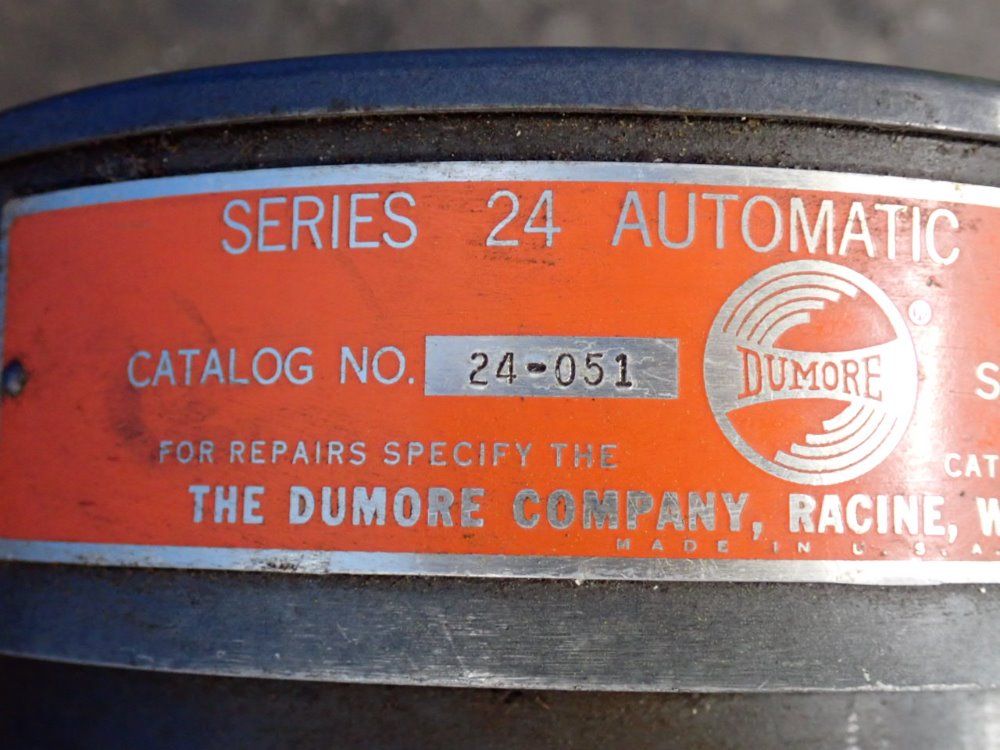 SERIES 24 AUTOMATIC
CATALOG NO. 24-051
DUMORE
®
S
FOR REPAIRS SPECIFY THE CAT
THE DUMORE COMPANY, RACINE, W
MADE IN U.S.A.